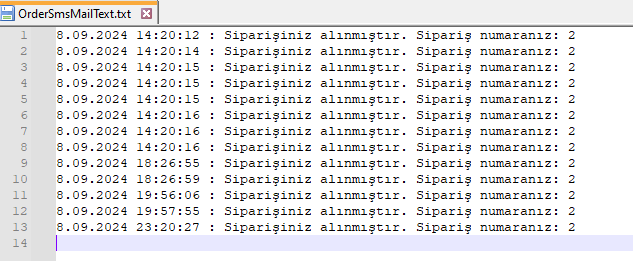 OrderSmsMailText.txt
1 8.09.2024 14:20:12 : Siparişiniz alınmıştır. Sipariş numaranız: 2
2 8.09.2024 14:20:14 : Siparişiniz alınmıştır. Sipariş numaranız: 2
3 8.09.2024 14:20:15 : Siparişiniz alınmıştır. Sipariş numaranız: 2
4 8.09.2024 14:20:15 : Siparişiniz alınmıştır. Sipariş numaranız: 2
5 8.09.2024 14:20:15 : Siparişiniz alınmıştır. Sipariş numaranız: 2
6 8.09.2024 14:20:16 : Siparişiniz alınmıştır. Sipariş numaranız: 2
7 8.09.2024 14:20:16 : Siparişiniz alınmıştır. Sipariş numaranız: 2
8 8.09.2024 14:20:16 : Siparişiniz alınmıştır. Sipariş numaranız: 2
9 8.09.2024 18:26:55 : Siparişiniz alınmıştır. Sipariş numaranız: 2
10 8.09.2024 18:26:59 : Siparişiniz alınmıştır. Sipariş numaranız: 2
11 8.09.2024 19:56:06 : Siparişiniz alınmıştır. Sipariş numaranız: 2
12 8.09.2024 19:57:55 : Siparişiniz alınmıştır. Sipariş numaranız: 2
13 8.09.2024 23:20:27 : Siparişiniz alınmıştır. Sipariş numaranız: 2
14